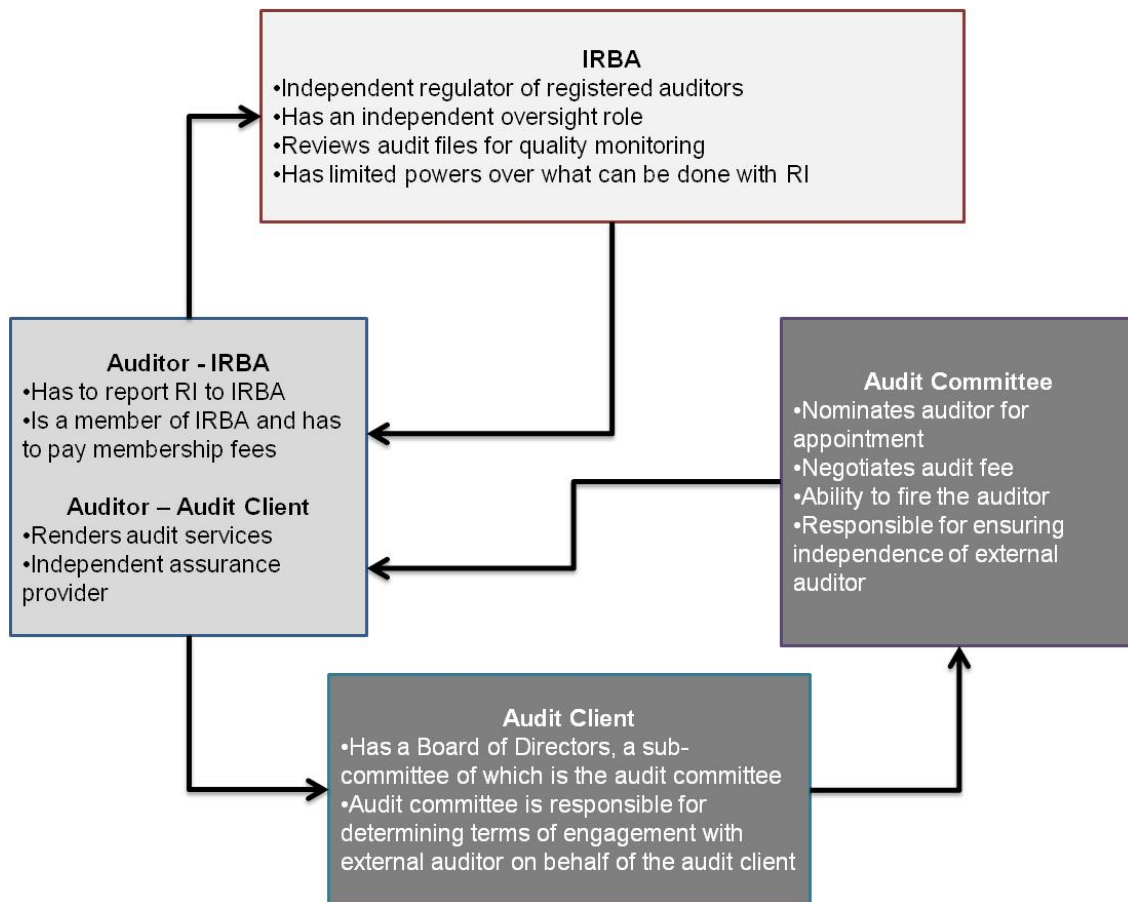 IRBA
•Independent regulator of registered auditors
•Has an independent oversight role
•Reviews audit files for quality monitoring
•Has limited powers over what can be done with RI
Auditor - IRBA
•Has to report RI to IRBA
•Is a member of IRBA and has
to pay membership fees
Auditor – Audit Client
•Renders audit services
•Independent assurance
provider
Audit Committee
•Nominates auditor for
appointment
•Negotiates audit fee
•Ability to fire the auditor
•Responsible for ensuring
independence of external
auditor
Audit Client
•Has a Board of Directors, a sub-
committee of which is the audit committee
•Audit committee is responsible for
determining terms of engagement with
external auditor on behalf of the audit client